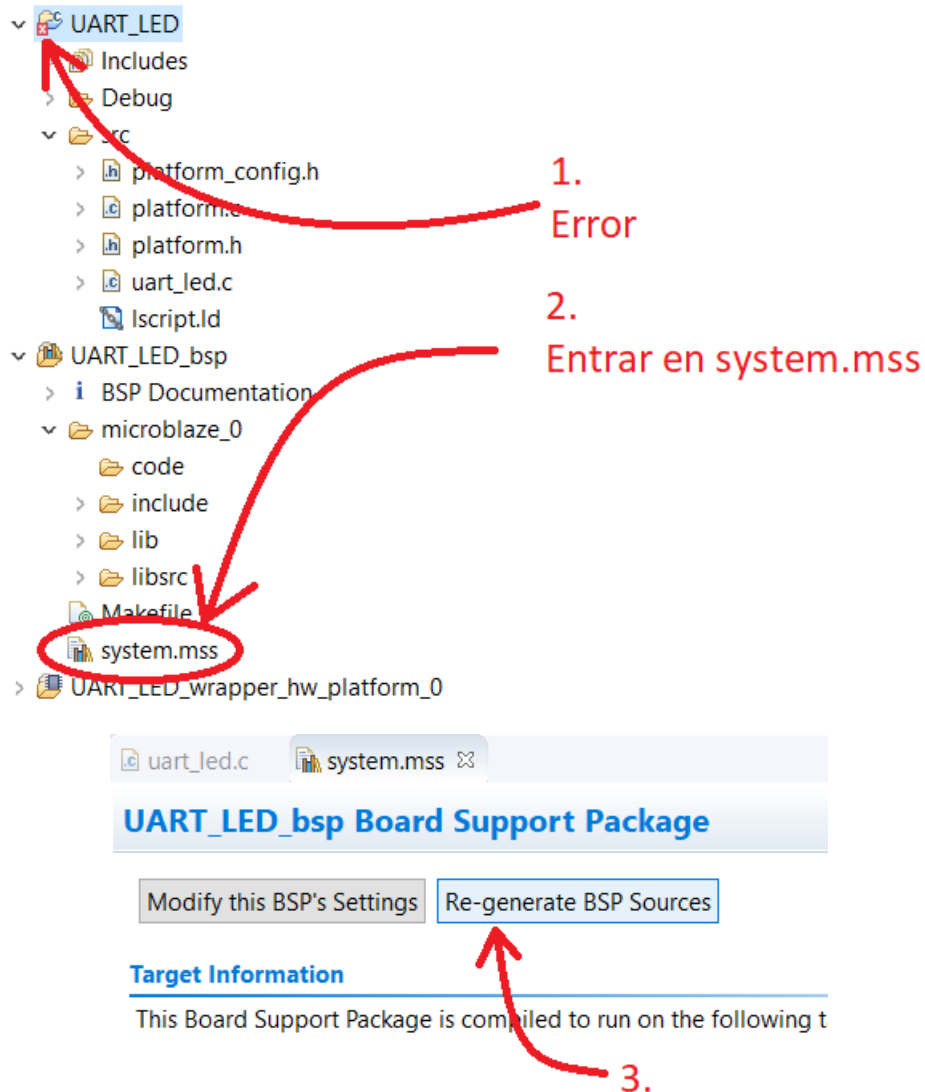 UART_LED
Includes
Debug
src
platform_config.h
1.
platform.c
Error
platform.h
uart_led.c
lscript.ld
2.
UART_LED_bsp
Entrar en system.mss
i BSP Documentation
microblaze_0
code
include
lib
libsrc
Makefile
system.mss
UART_LED_wrapper_hw_platform_0
uart_led.c system.mss
UART_LED_bsp Board Support Package
Modify this BSP's Settings Re-generate BSP Sources
Target Information
This Board Support Package is compiled to run on the following t
3.